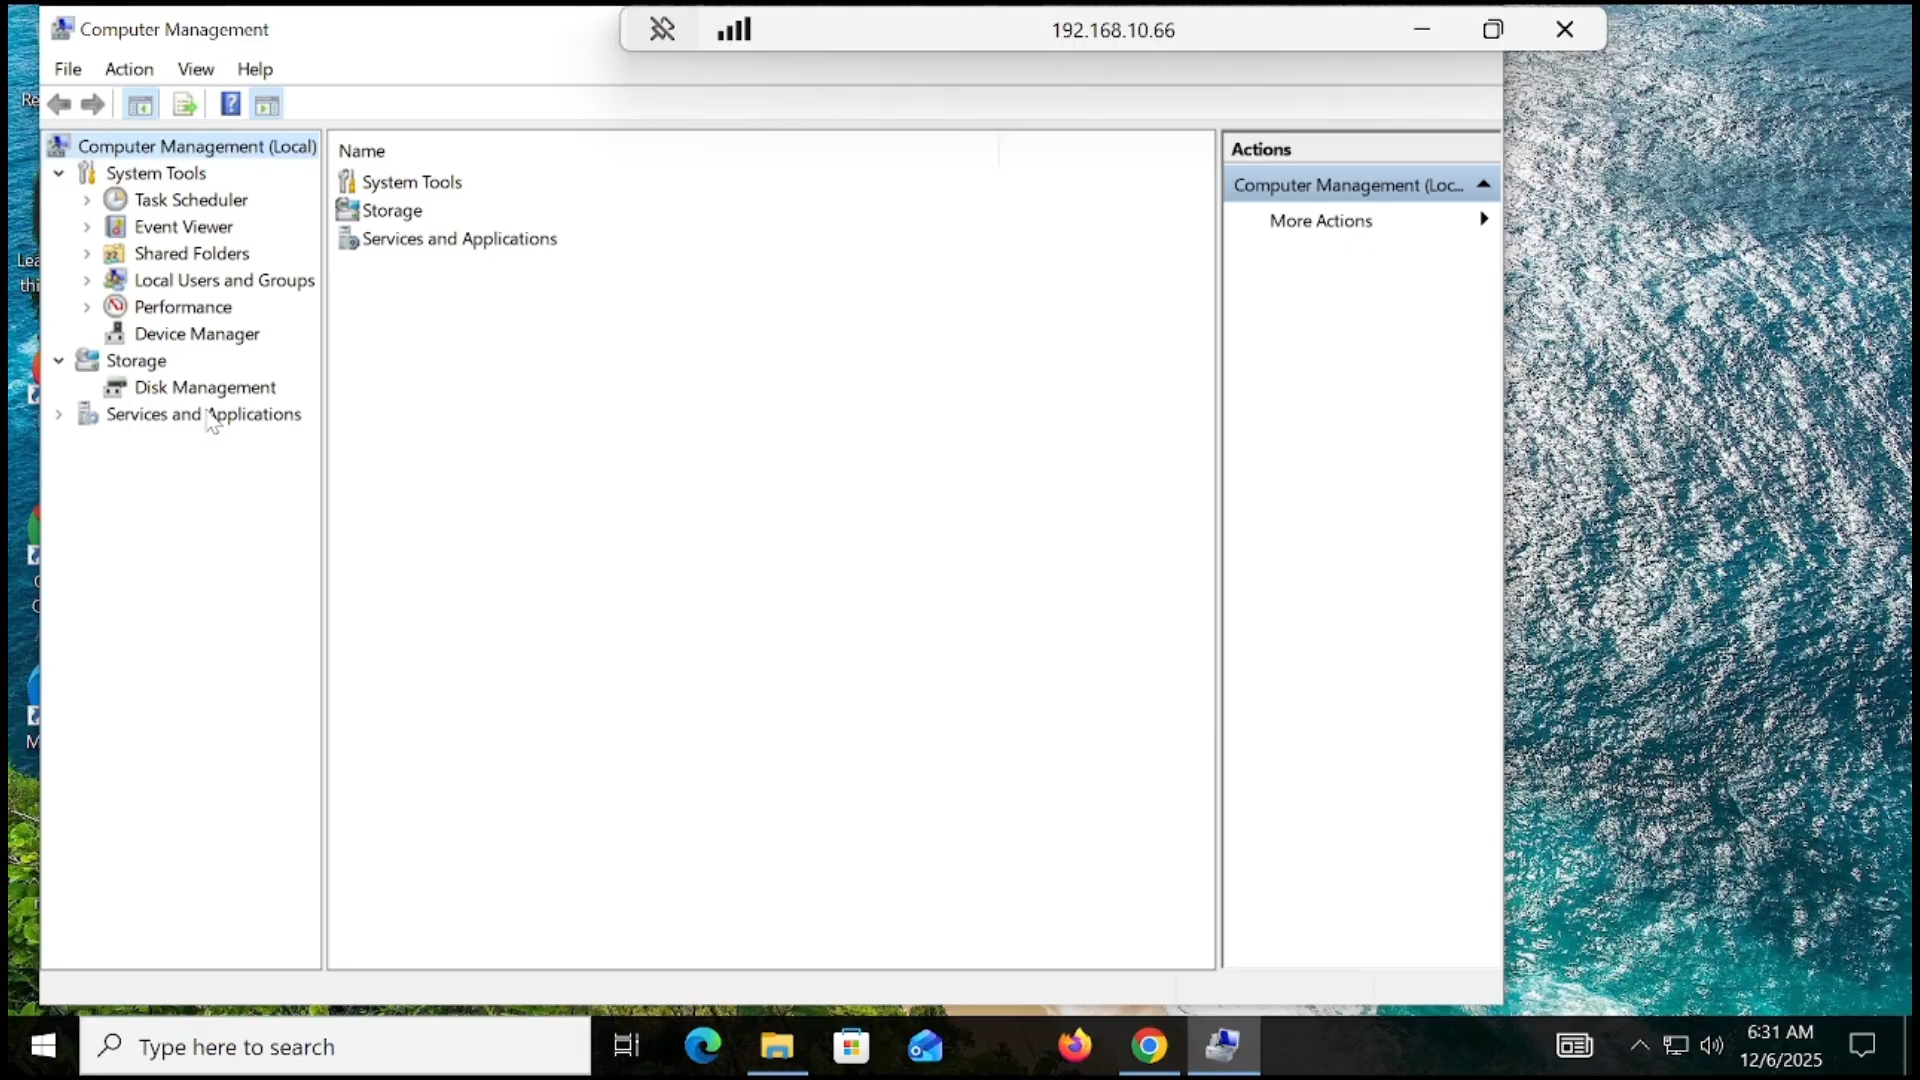 Computer Management
192.168.10.66
File Action View Help
Computer Management (Local)
System Tools
Task Scheduler
Event Viewer
Shared Folders
Local Users and Groups
Performance
Device Manager
Storage
Disk Management
Services and Applications
Name
System Tools
Storage
Services and Applications
Actions
Computer Management (Loc...
More Actions
Type here to search
6:31 AM
12/6/2025